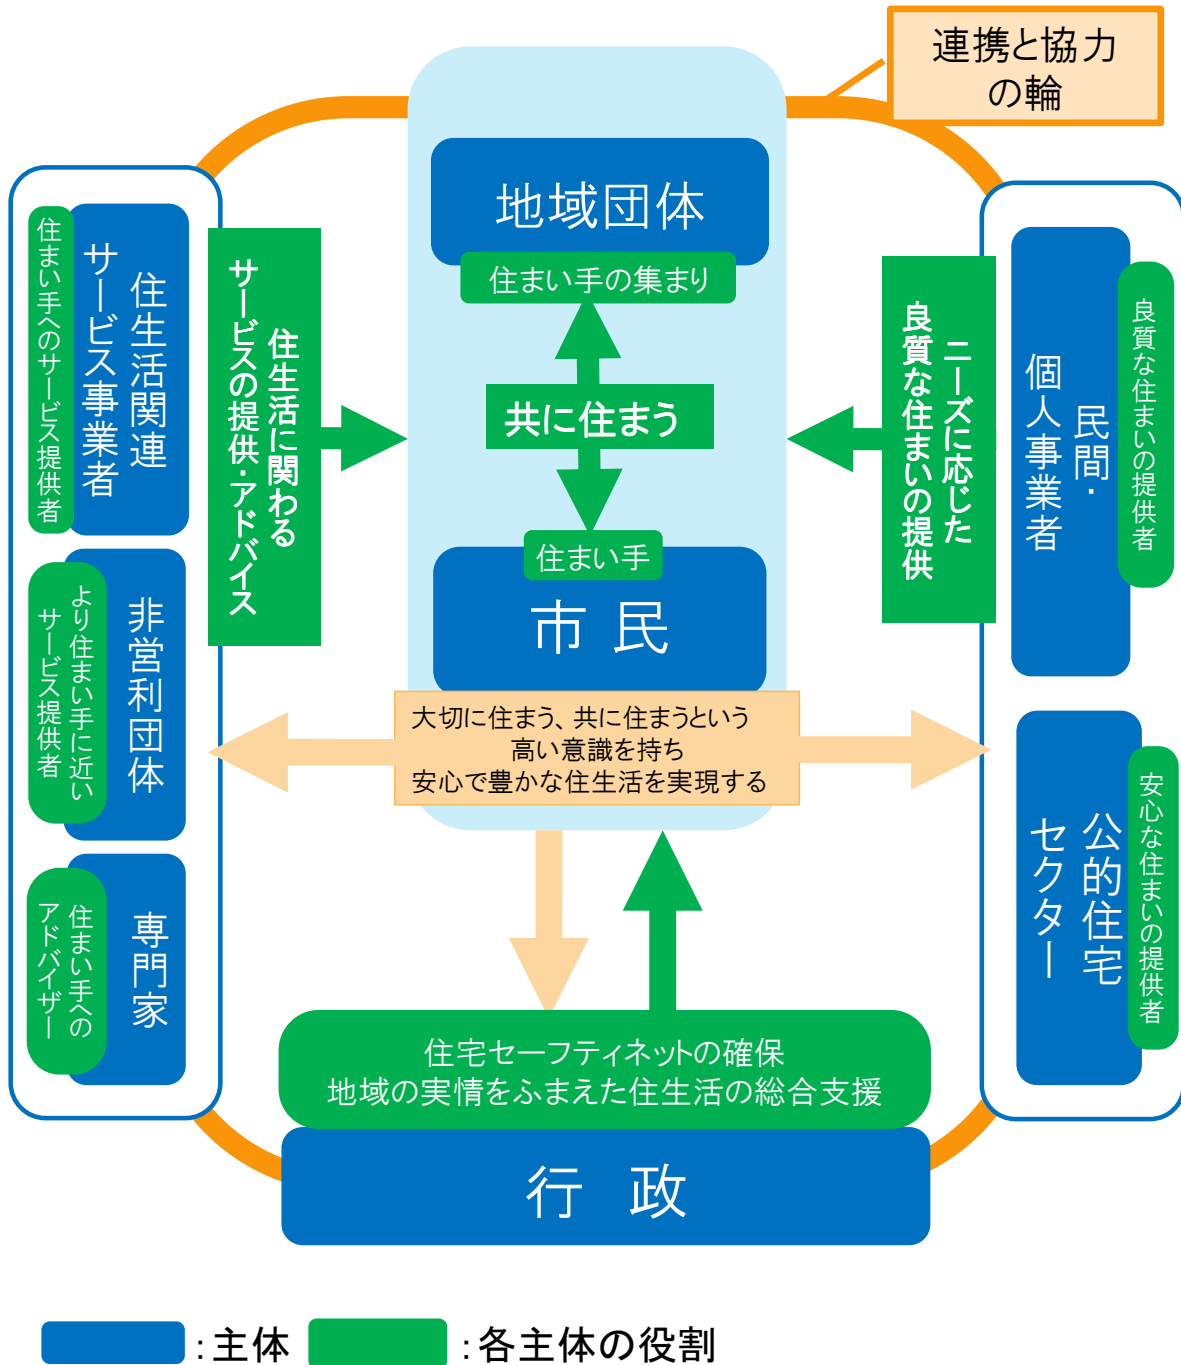 連携と協力
の輪
地域団体
住まい手の集まり
共に住まう
住まい手
市 民
大切に住まう、共に住まうという
高い意識を持ち
安心で豊かな住生活を実現する
住生活関連
サービス事業者
住まい手へのサービス提供者
非営利団体
より住まい手に近い
サービス提供者
専門家
住まい手への
アドバイザー
住生活に関わる
サービスの提供・アドバイス
ニーズに応じた
良質な住まいの提供
民間・
個人事業者
良質な住まいの提供者
公的住宅
セクター
安心な住まいの提供者
住宅セーフティネットの確保
地域の実情をふまえた住生活の総合支援
行 政
：主体
：各主体の役割